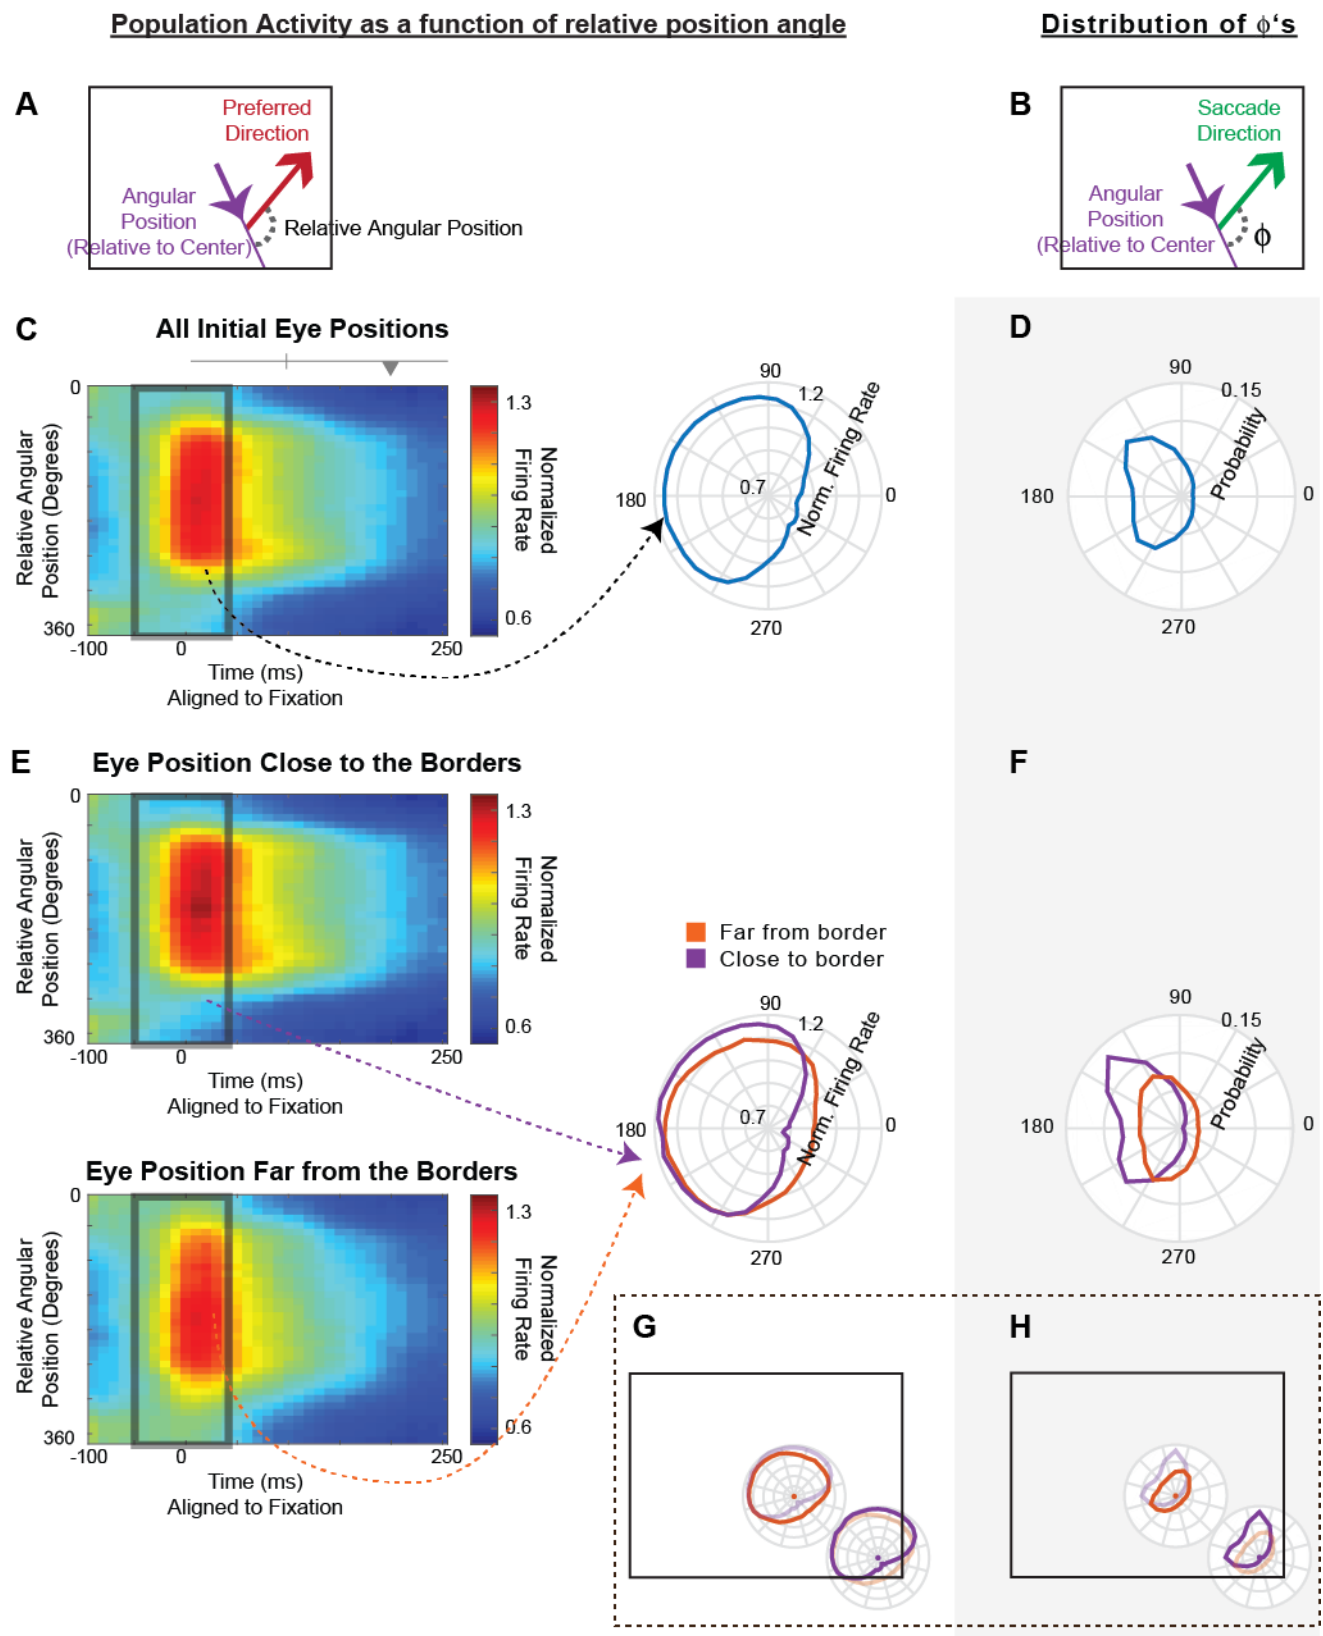 Population Activity as a function of relative position angle
Distribution of ϕ‘s
A
Preferred
Direction
Angular
Position
(Relative to Center)
Relative Angular Position
B
Saccade
Direction
Angular
Position
(Relative to Center
ϕ
C
All Initial Eye Positions
0
360
Relative Angular
Position (Degrees)
-100
0
250
Time (ms)
Aligned to Fixation
1.3
0.6
Normalized
Firing Rate
90
1.2
0.7
180
0
270
Norm. Firing Rate
D
90
0.15
Probability
180
0
270
E
Eye Position Close to the Borders
0
360
Relative Angular
Position (Degrees)
-100
0
250
Time (ms)
Aligned to Fixation
1.3
0.6
Normalized
Firing Rate
Far from border
Close to border
90
1.2
0.7
180
0
270
Norm. Firing Rate
F
90
0.15
Probability
180
0
270
Eye Position Far from the Borders
0
360
Relative Angular
Position (Degrees)
-100
0
250
Time (ms)
Aligned to Fixation
1.3
0.6
Normalized
Firing Rate
G
H